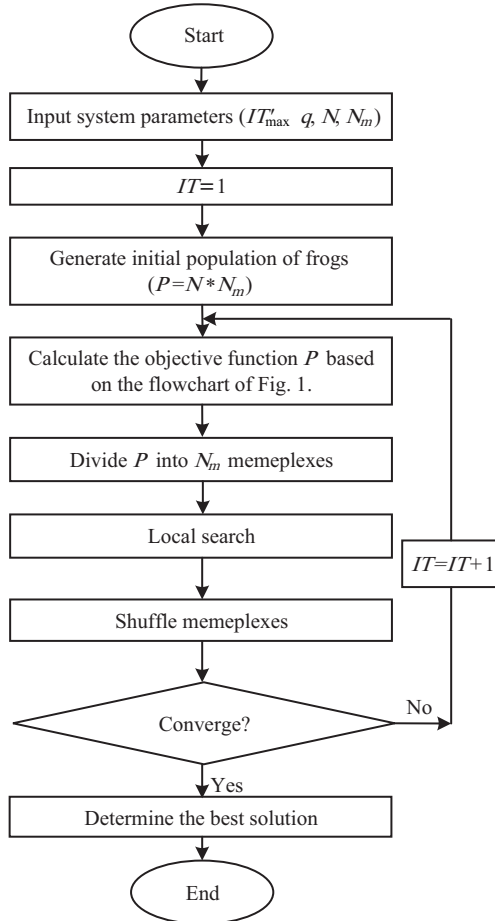 Start
Input system parameters (IT′max q, N, Nm)
IT=1
Generate initial population of frogs
(P=N*Nm)
Calculate the objective function P based
on the flowchart of Fig. 1.
Divide P into Nm memeplexes
Local search
IT=IT+1
Shuffle memeplexes
Converge?
No
Yes
Determine the best solution
End